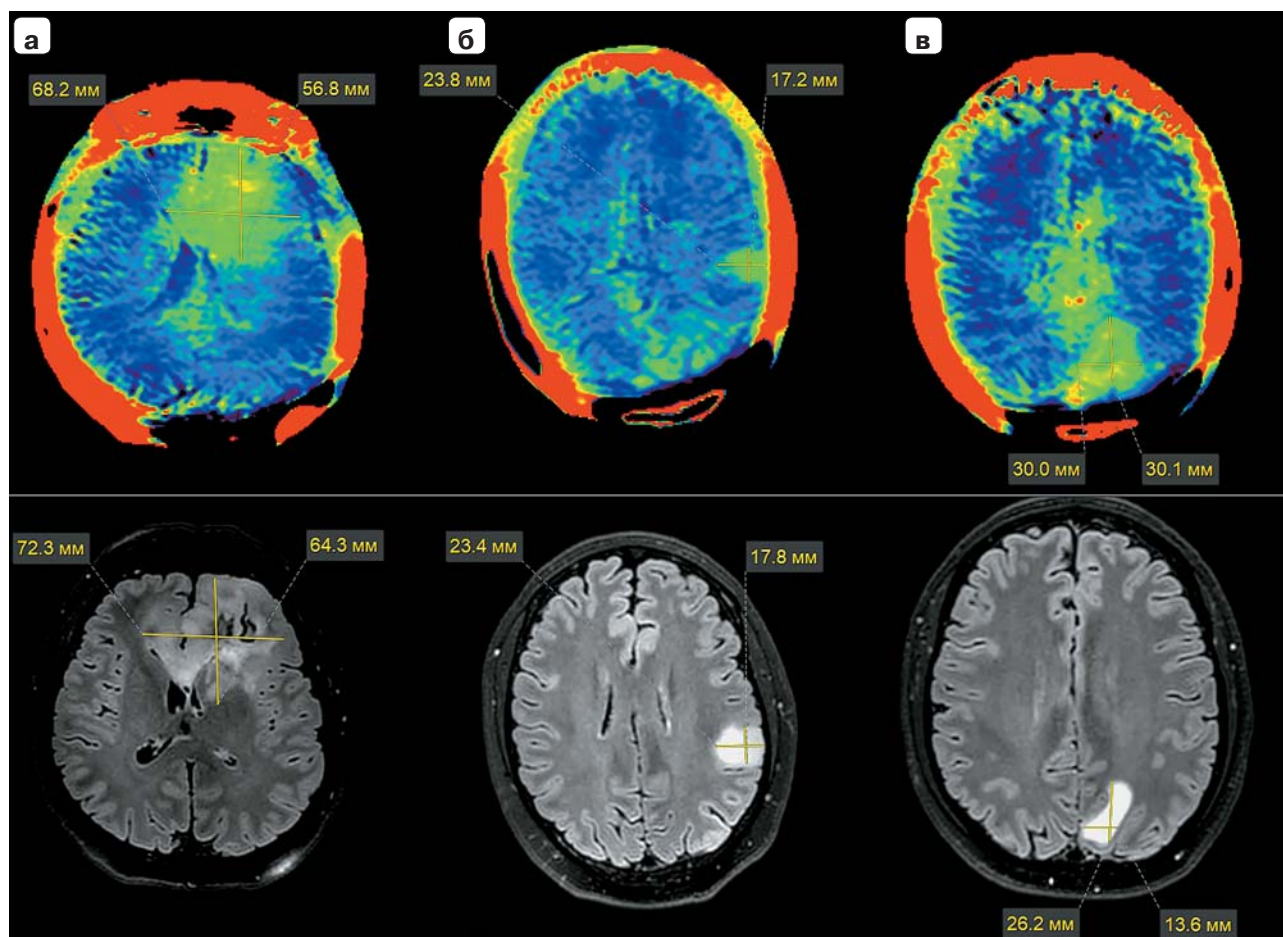 а
б
в
68.2 мм
56.8 мм
23.8 мм
17.2 мм
30.0 мм
30.1 мм
72.3 мм
64.3 мм
23.4 мм
17.8 мм
26.2 мм
13.6 мм